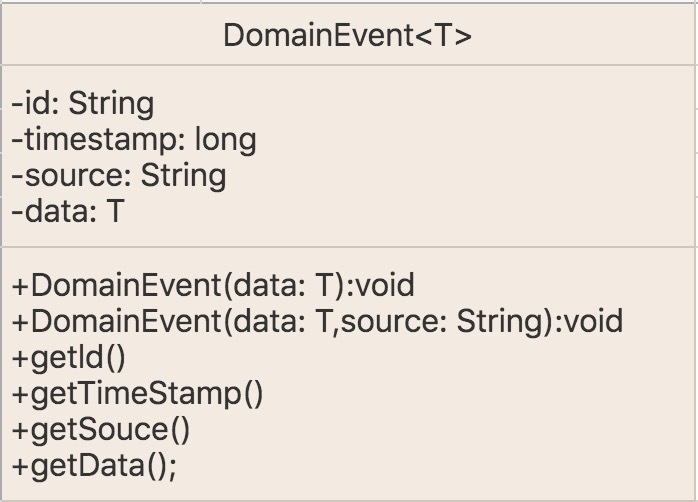 DomainEvent<T>
-id: String
-timestamp: long
-source: String
-data: T
+DomainEvent(data: T):void
+DomainEvent(data: T,source: String):void
+getId()
+getTimeStamp()
+getSouce()
+getData();